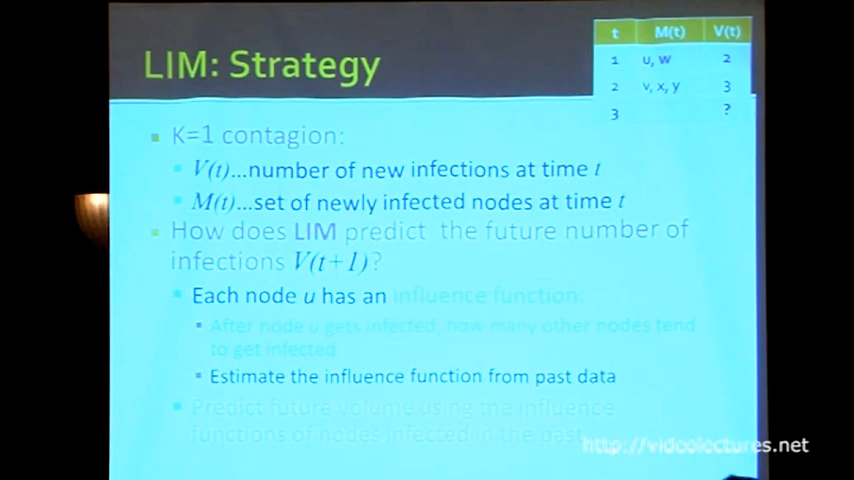 LIM: Strategy
t M(t) V(t)
1 u, w 2
2 v, x, y 3
3 ?
K=1 contagion:
V(t)...number of new infections at time t
M(t)...set of newly infected nodes at time t
How does LIM predict the future number of
infections V(t+1)?
Each node u has an influence function:
After node u gets infected, how many other nodes tend
to get infected
Estimate the influence function from past data
Predict future volume using the influence
functions of nodes infected in the past
http://videolectures.net